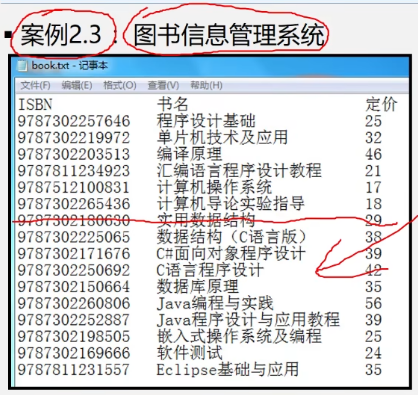 ▪ 案例2.3：图书信息管理系统
book.txt - 记事本
文件(F) 编辑(E) 格式(O) 查看(V) 帮助(H)
ISBN 书名 定价
9787302257646 程序设计基础 25
9787302219972 单片机技术及应用 32
9787302203513 编译原理 46
9787811234923 汇编语言程序设计教程 21
9787512100831 计算机操作系统 17
9787302265436 计算机导论实验指导 18
9787302180630 实用数据结构 29
9787302225065 数据结构（C语言版） 38
9787302171676 C#面向对象程序设计 39
9787302250692 C语言程序设计 42
9787302150664 数据库原理 35
9787302260806 Java编程与实践 56
9787302252887 Java程序设计与应用教程 39
9787302198505 嵌入式操作系统及编程 25
9787302169666 软件测试 24
9787811231557 Eclipse基础与应用 35